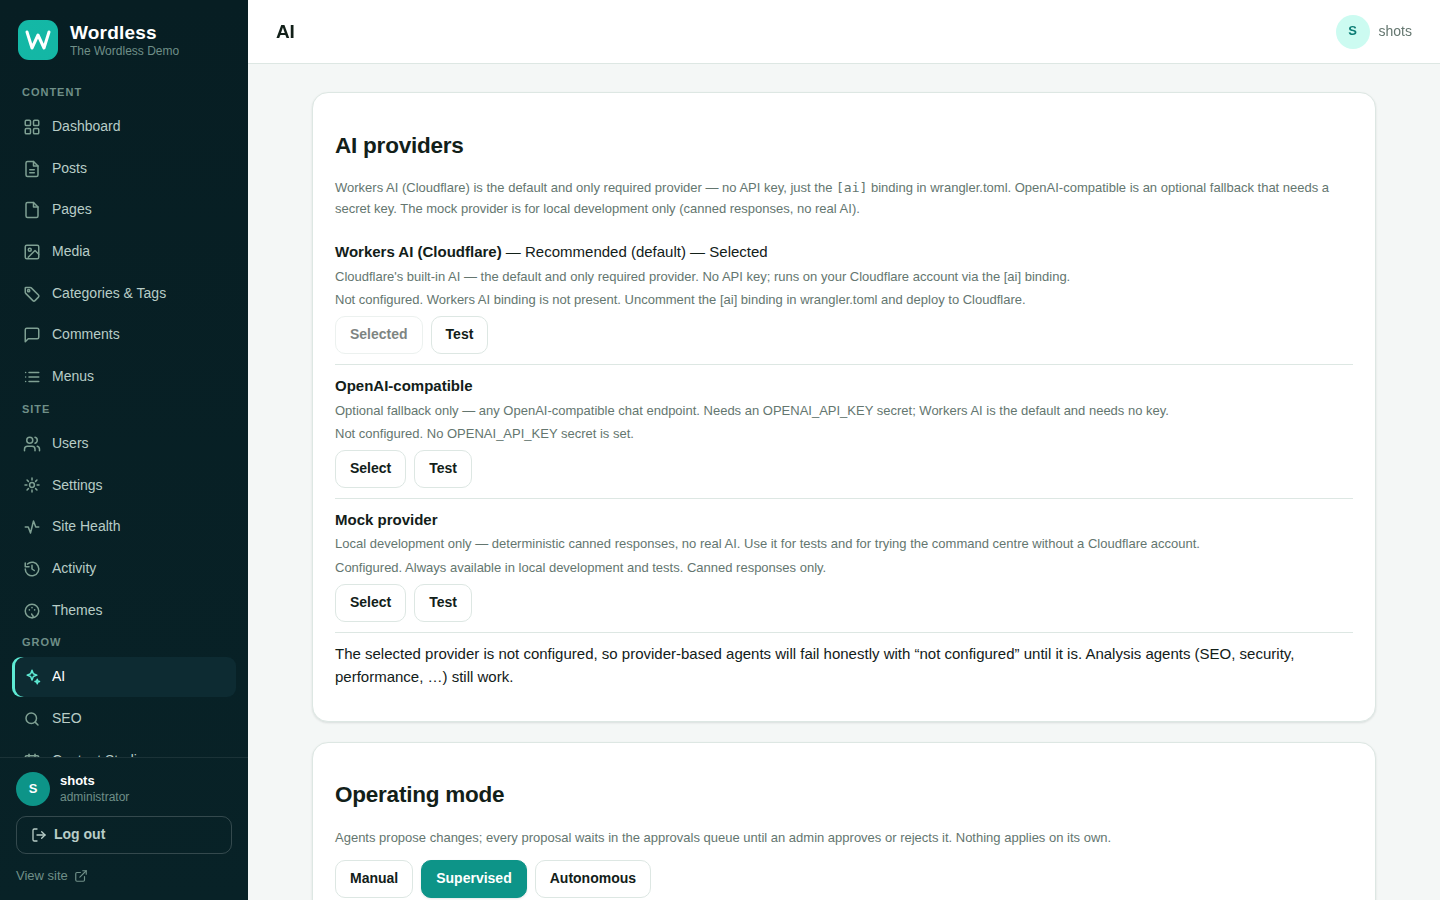 Wordless
The Wordless Demo
CONTENT
Dashboard
Posts
Pages
Media
Categories & Tags
Comments
Menus
SITE
Users
Settings
Site Health
Activity
Themes
GROW
AI
SEO
S
shots
administrator
Log out
View site
AI
S
shots
AI providers
Workers AI (Cloudflare) is the default and only required provider — no API key, just the [ai] binding in wrangler.toml. OpenAI-compatible is an optional fallback that needs a
secret key. The mock provider is for local development only (canned responses, no real AI).
Workers AI (Cloudflare) — Recommended (default) — Selected
Cloudflare's built-in AI — the default and only required provider. No API key; runs on your Cloudflare account via the [ai] binding.
Not configured. Workers AI binding is not present. Uncomment the [ai] binding in wrangler.toml and deploy to Cloudflare.
Selected Test
OpenAI-compatible
Optional fallback only — any OpenAI-compatible chat endpoint. Needs an OPENAI_API_KEY secret; Workers AI is the default and needs no key.
Not configured. No OPENAI_API_KEY secret is set.
Select Test
Mock provider
Local development only — deterministic canned responses, no real AI. Use it for tests and for trying the command centre without a Cloudflare account.
Configured. Always available in local development and tests. Canned responses only.
Select Test
The selected provider is not configured, so provider-based agents will fail honestly with “not configured” until it is. Analysis agents (SEO, security,
performance, …) still work.
Operating mode
Agents propose changes; every proposal waits in the approvals queue until an admin approves or rejects it. Nothing applies on its own.
Manual Supervised Autonomous